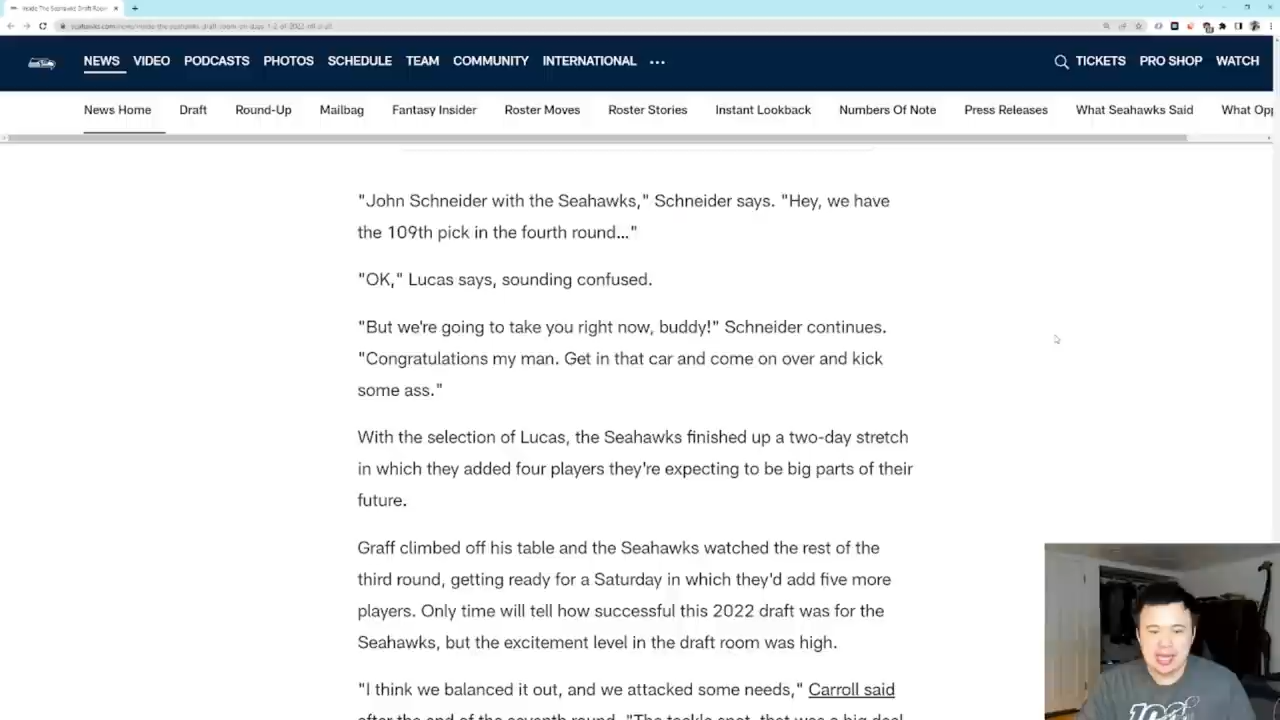 Inside The Seahawks Draft Room
NEWS VIDEO PODCASTS PHOTOS SCHEDULE TEAM COMMUNITY INTERNATIONAL ... TICKETS PRO SHOP WATCH
News Home Draft Round-Up Mailbag Fantasy Insider Roster Moves Roster Stories Instant Lookback Numbers Of Note Press Releases What Seahawks Said What Opp
"John Schneider with the Seahawks," Schneider says. "Hey, we have
the 109th pick in the fourth round..."
"OK," Lucas says, sounding confused.
"But we're going to take you right now, buddy!" Schneider continues.
"Congratulations my man. Get in that car and come on over and kick
some ass."
With the selection of Lucas, the Seahawks finished up a two-day stretch
in which they added four players they're expecting to be big parts of their
future.
Graff climbed off his table and the Seahawks watched the rest of the
third round, getting ready for a Saturday in which they'd add five more
players. Only time will tell how successful this 2022 draft was for the
Seahawks, but the excitement level in the draft room was high.
"I think we balanced it out, and we attacked some needs," Carroll said
after the end of the seventh round. "The tackle spot, that was a big deal